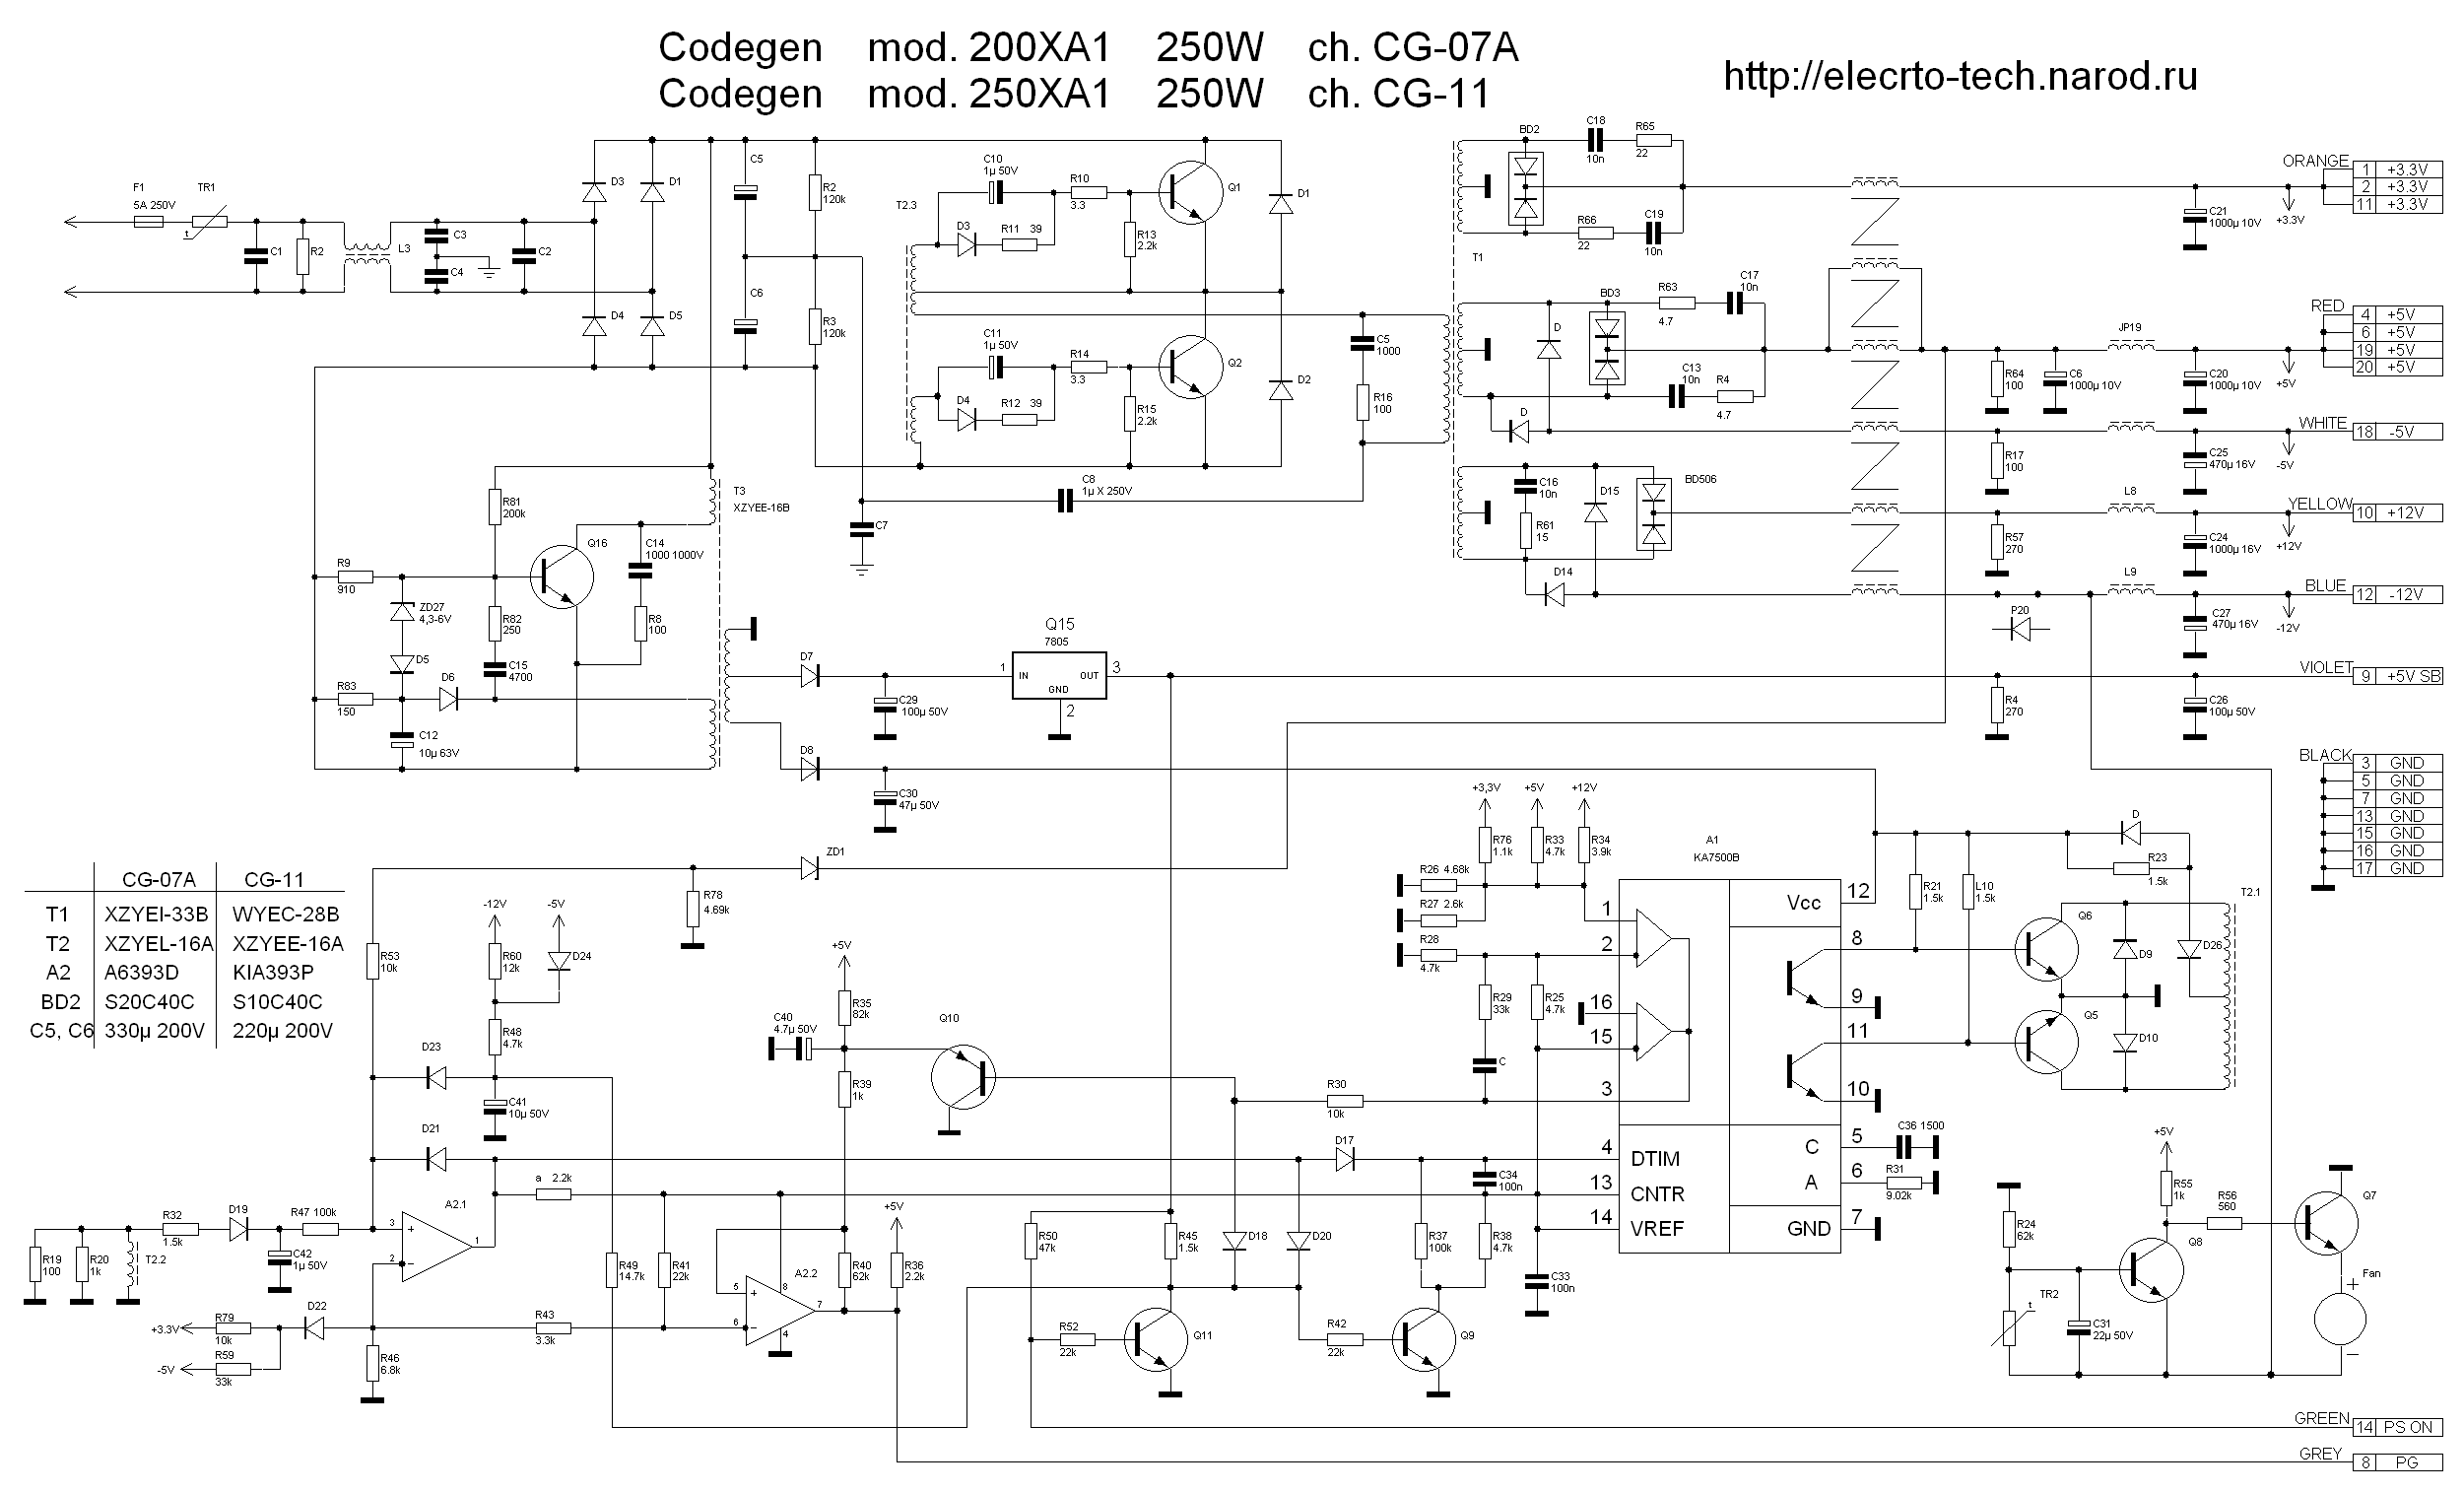 Codegen mod. 200XA1 250W ch. CG-07A
Codegen mod. 250XA1 250W ch. CG-11
http://elecrto-tech.narod.ru
F1
5A 250V
TR1
t
C1
R2
L3
C3
C4
C2
D3
D1
D4
D5
C5
C6
R2
120k
R3
120k
T2.3
C10
1µ 50V
D3
R11 39
R10
3.3
R13
2.2k
Q1
D1
C11
1µ 50V
D4
R12 39
R14
3.3
R15
2.2k
Q2
D2
C5
1000
R16
100
C8
1µ X 250V
C7
T1
BD2
C18
10n
R65
22
R66
22
C19
10n
BD3
R63
4.7
C17
10n
D
C13
10n
R4
4.7
D
C16
10n
R61
15
D15
BD506
D14
C21
1000µ 10V
+3.3V
ORANGE
1 +3.3V
2 +3.3V
11 +3.3V
RED
4 +5V
6 +5V
19 +5V
20 +5V
JP19
R64
100
C6
1000µ 10V
C20
1000µ 10V
+5V
WHITE
18 -5V
R17
100
C25
470µ 16V
-5V
L8
YELLOW
10 +12V
R57
270
C24
1000µ 16V
+12V
L9
BLUE
12 -12V
P20
C27
470µ 16V
-12V
VIOLET
9 +5V SB
R4
270
C26
100µ 50V
BLACK
3 GND
5 GND
7 GND
13 GND
15 GND
16 GND
17 GND
R81
200k
Q16
C14
1000 1000V
T3
XZYEE-16B
R9
910
ZD27
4,3-6V
R82
250
R8
100
D5
D6
C15
4700
R83
150
C12
10µ 63V
D7
C29
100µ 50V
Q15
7805
1
IN
OUT
3
GND
2
D8
C30
47µ 50V
CG-07A CG-11
T1 XZYEI-33B WYEC-28B
T2 XZYEL-16A XZYEE-16A
A2 A6393D KIA393P
BD2 S20C40C S10C40C
C5, C6 330µ 200V 220µ 200V
ZD1
R78
4.69k
-12V
-5V
R53
10k
R60
12k
D24
R48
4.7k
D23
C41
10µ 50V
D21
a 2.2k
+5V
R35
82k
C40
4.7µ 50V
Q10
R39
1k
R19
100
R20
1k
T2.2
R32
1.5k
D19
R47 100k
C42
1µ 50V
A2.1
3
+
2
−
1
D22
R79
10k
+3.3V
R59
33k
-5V
R46
6.8k
R43
3.3k
R49
14.7k
R41
22k
A2.2
5
+
6
−
8
4
7
R40
62k
+5V
R36
2.2k
R50
47k
R45
1.5k
D18
D20
R52
22k
Q11
R42
22k
Q9
R37
100k
R38
4.7k
R30
10k
D17
C34
100n
C33
100n
+3,3V
+5V
+12V
R76
1.1k
R33
4.7k
R34
3.9k
R26 4.68k
R27 2.6k
R28
4.7k
R29
33k
R25
4.7k
C
A1
KA7500B
1
2
16
15
3
4 DTIM
13 CNTR
14 VREF
Vcc 12
8
9
11
10
C 5
A 6
GND 7
C36 1500
R31
9.02k
D
R23
1.5k
R21
1.5k
L10
1.5k
Q6
D9
D26
T2.1
Q5
D10
+5V
R55
1k
R56
560
Q7
R24
62k
Q8
TR2
t
C31
22µ 50V
Fan
+
−
GREEN
14 PS ON
GREY
8 PG